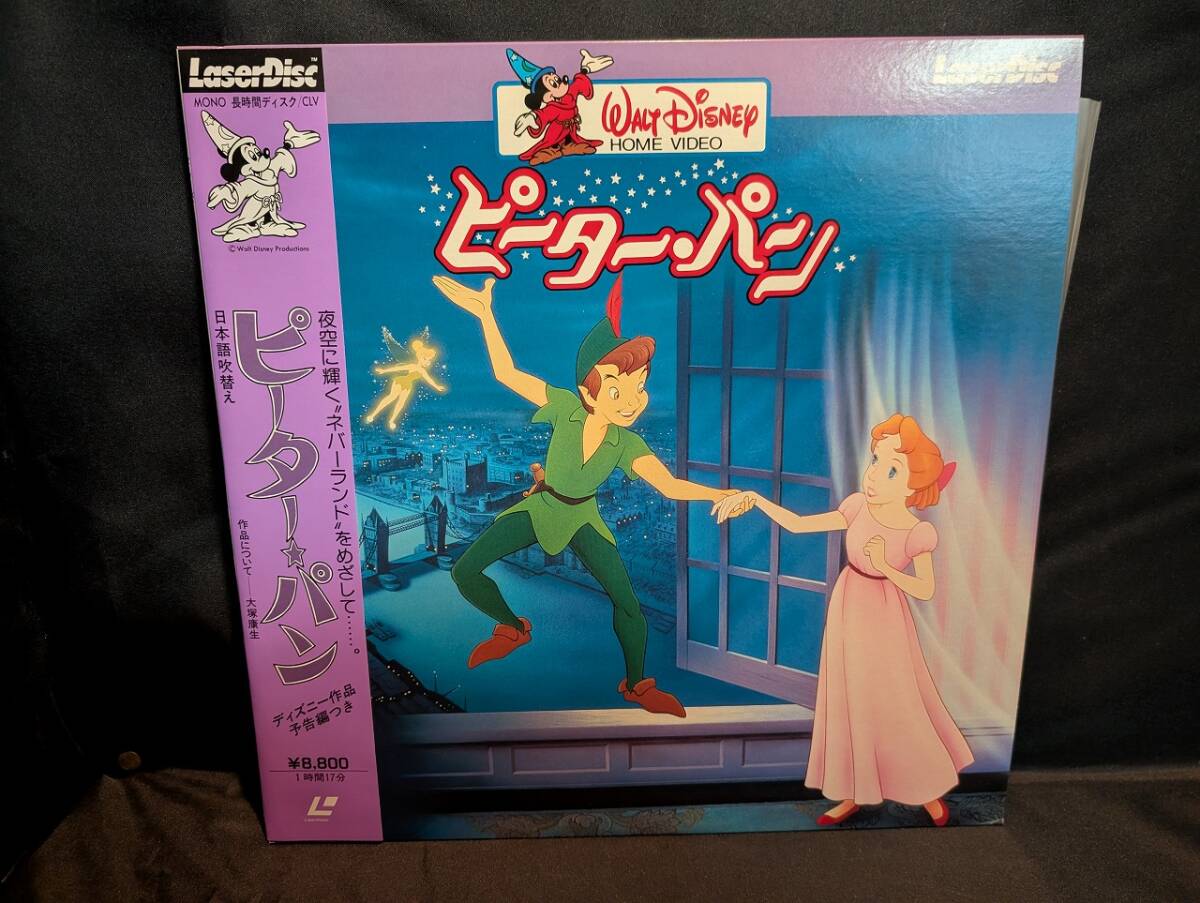 LaserDisc™
MONO 長時間ディスク/CLV
© Walt Disney Productions
夜空に輝く“ネバーランド”をめざして……。
日本語吹替え
ピーター★パン
作品について――大塚康生
ディズニー作品
予告編つき
¥8,800
1時間17分
LaserDisc
WALT DISNEY
HOME VIDEO
ピーター・パン
LaserDisc